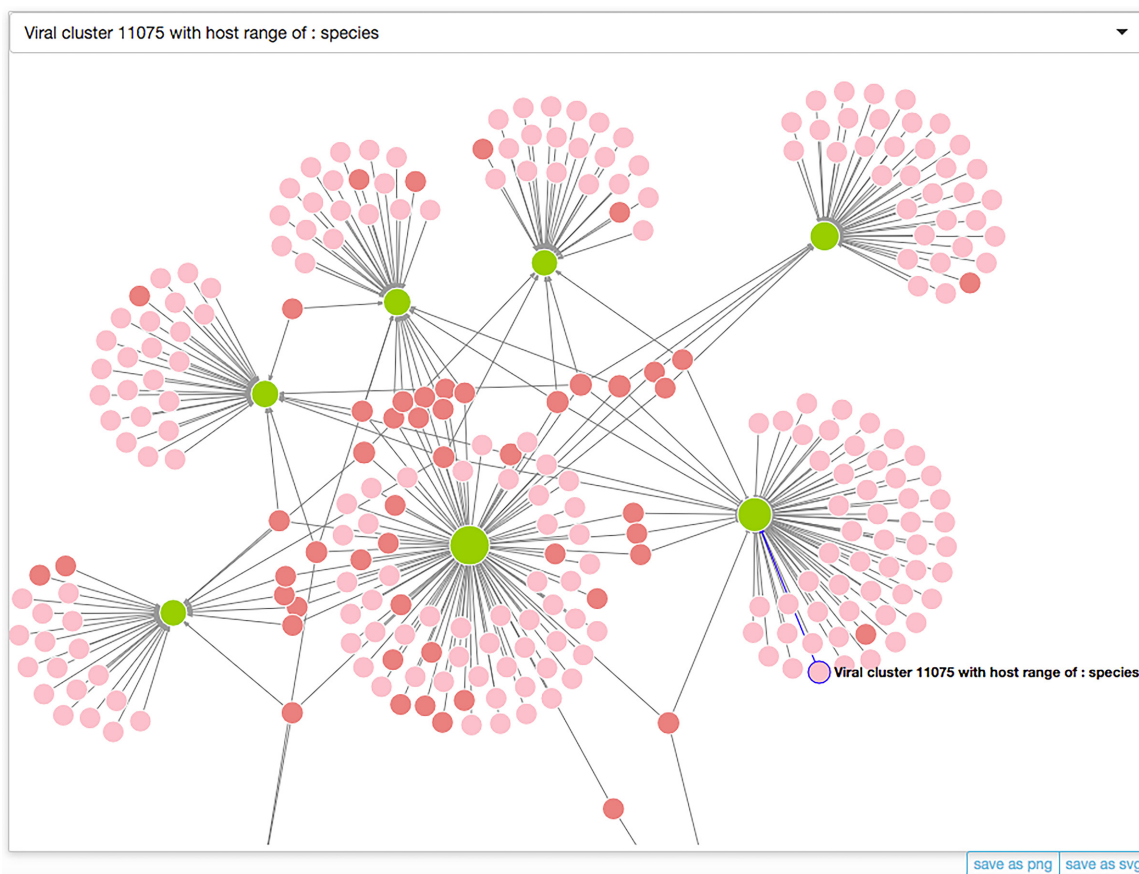 Viral cluster 11075 with host range of : species
Viral cluster 11075 with host range of : species
save as png
save as svg